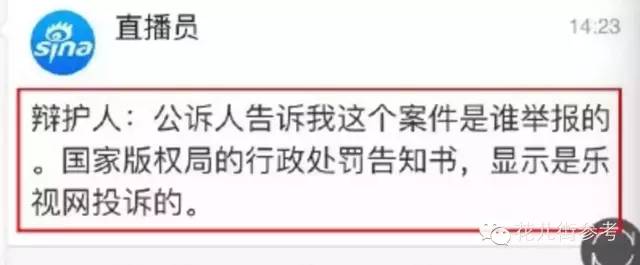 直播员
14:23
sina
辩护人：公诉人告诉我这个案件是谁举报的
。国家版权局的行政处罚告知书，显示是乐
视网投诉的。
花儿街参考